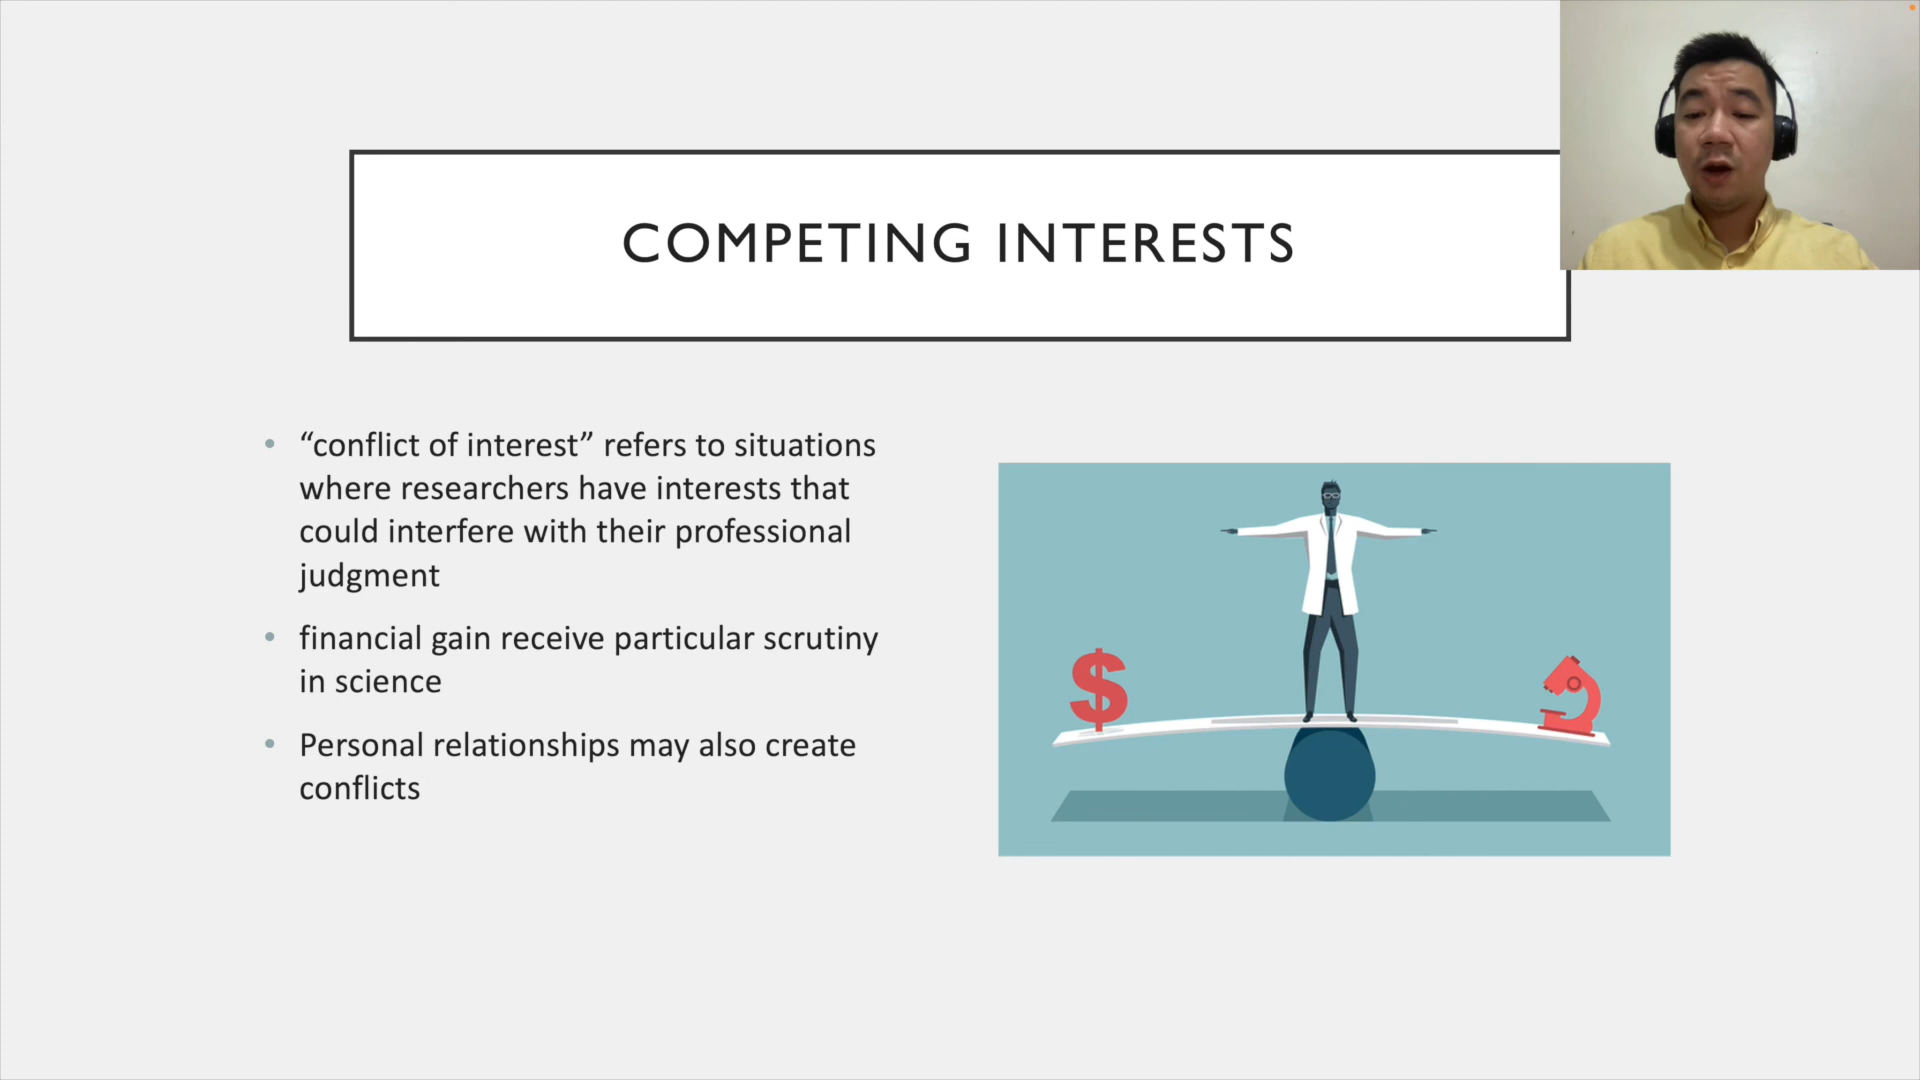 COMPETING INTERESTS
• “conflict of interest” refers to situations
where researchers have interests that
could interfere with their professional
judgment
• financial gain receive particular scrutiny
in science
• Personal relationships may also create
conflicts
$